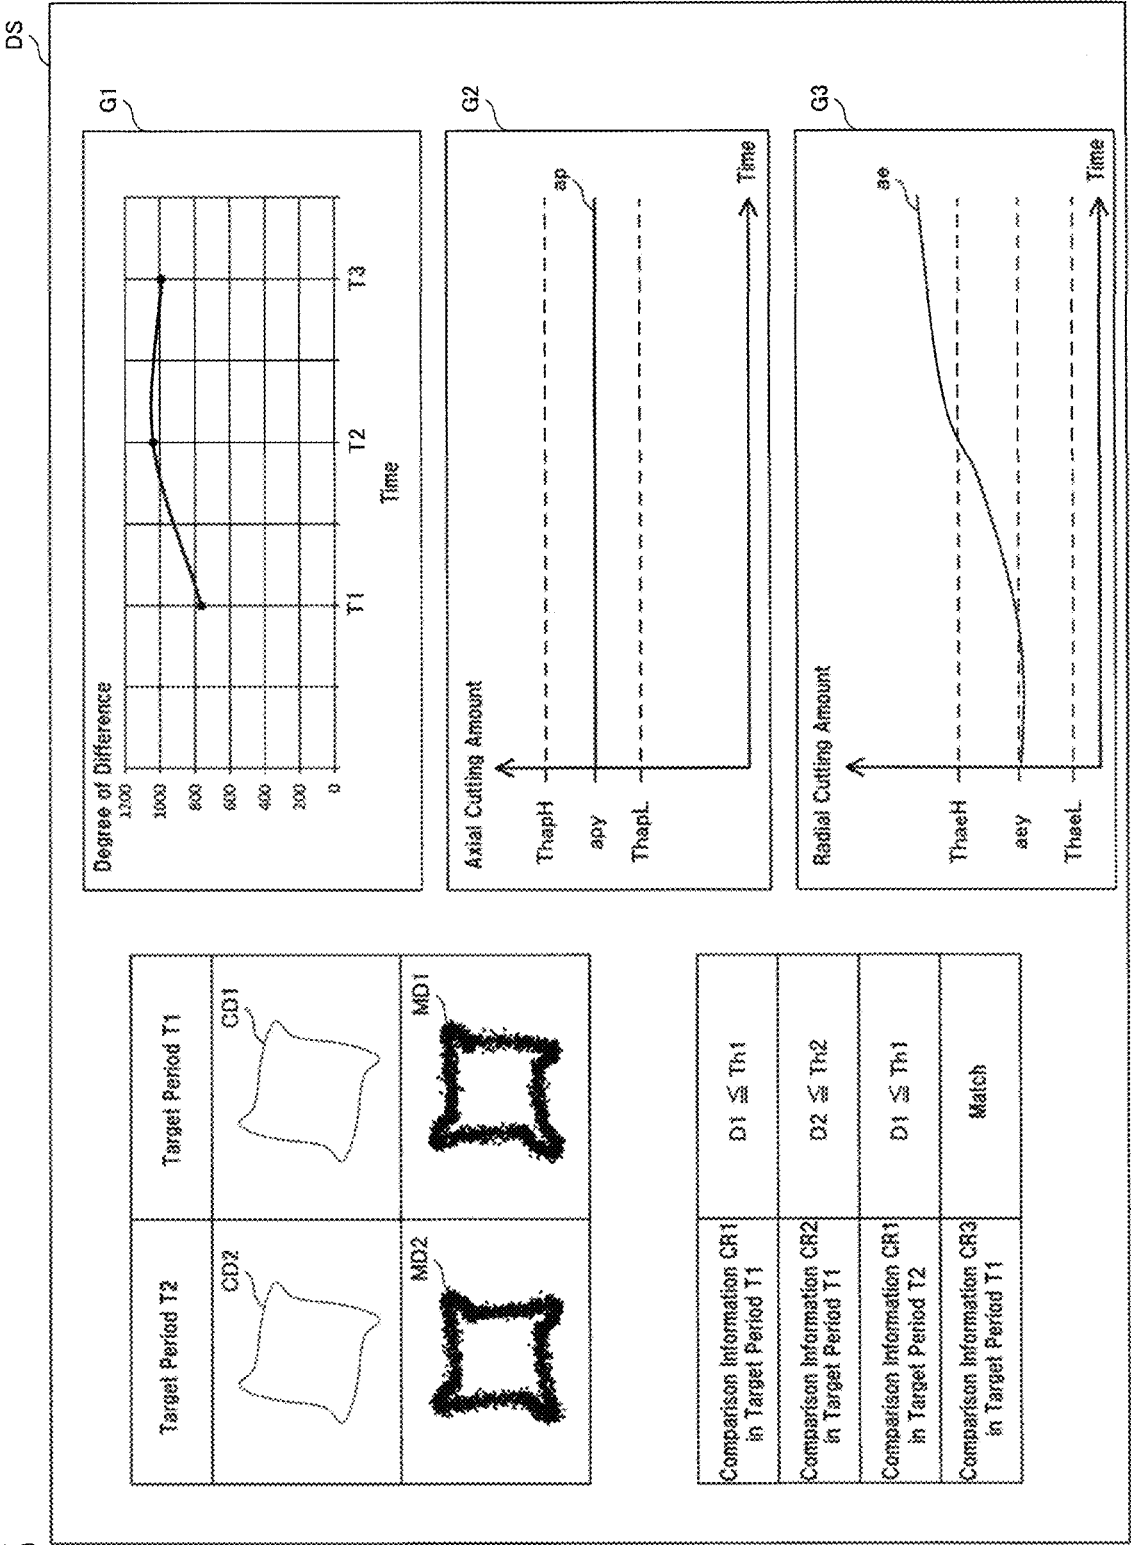 DS
Target Period T2
Target Period T1
CD2
CD1
MD2
MD1
Comparison Information CR1
in Target Period T1
D1 ≦ Th1
Comparison Information CR2
in Target Period T1
D2 ≦ Th2
Comparison Information CR1
in Target Period T2
D1 ≦ Th1
Comparison Information CR3
in Target Period T1
Match
G1
Degree of Difference
1200
1000
800
600
400
200
0
T1
T2
T3
Time
G2
Axial Cutting Amount
ThapH
apy
ThapL
ap
Time
G3
Radial Cutting Amount
ThaeH
aey
ThaeL
ae
Time